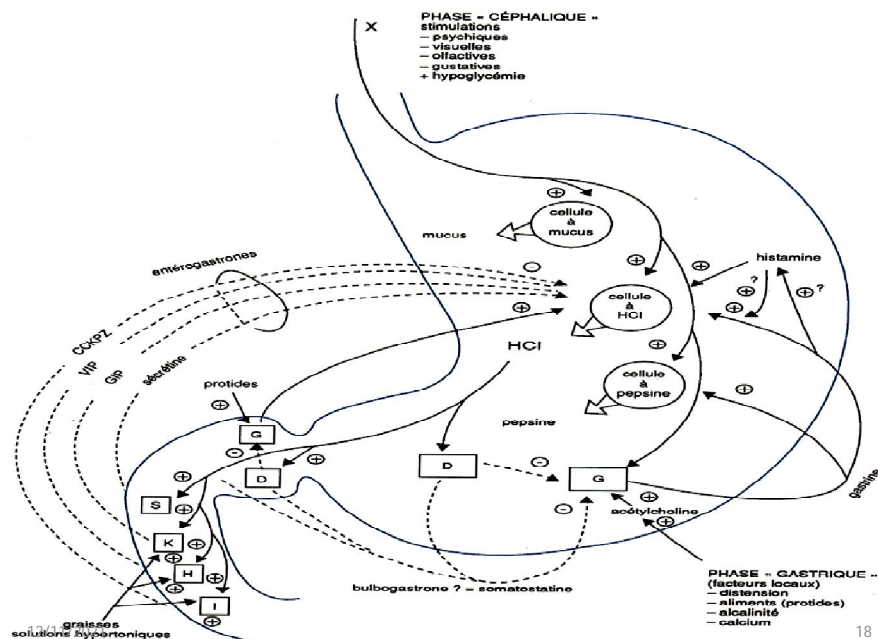 X
PHASE « CÉPHALIQUE »
stimulations
– psychiques
– visuelles
– olfactives
– gustatives
+ hypoglycémie
+
cellule
à
mucus
mucus
–
entérogastrones
+
+
histamine
?
+
+
+ ?
cellule
à
HCl
+
HCl
+
CCKPZ
VIP
GIP
sécrétine
protides
+
cellule
à
pepsine
+
pepsine
G
–
D
+
D
–
G
gastrine
+
S
+
–
+
acétylcholine
+
K
+
+
H
+
+
I
+
bulbogastrone ? – somatostatine
PHASE « GASTRIQUE »
(facteurs locaux)
– distension
– aliments (protides)
– alcalinité
– calcium
graisses
solutions hypertoniques
18